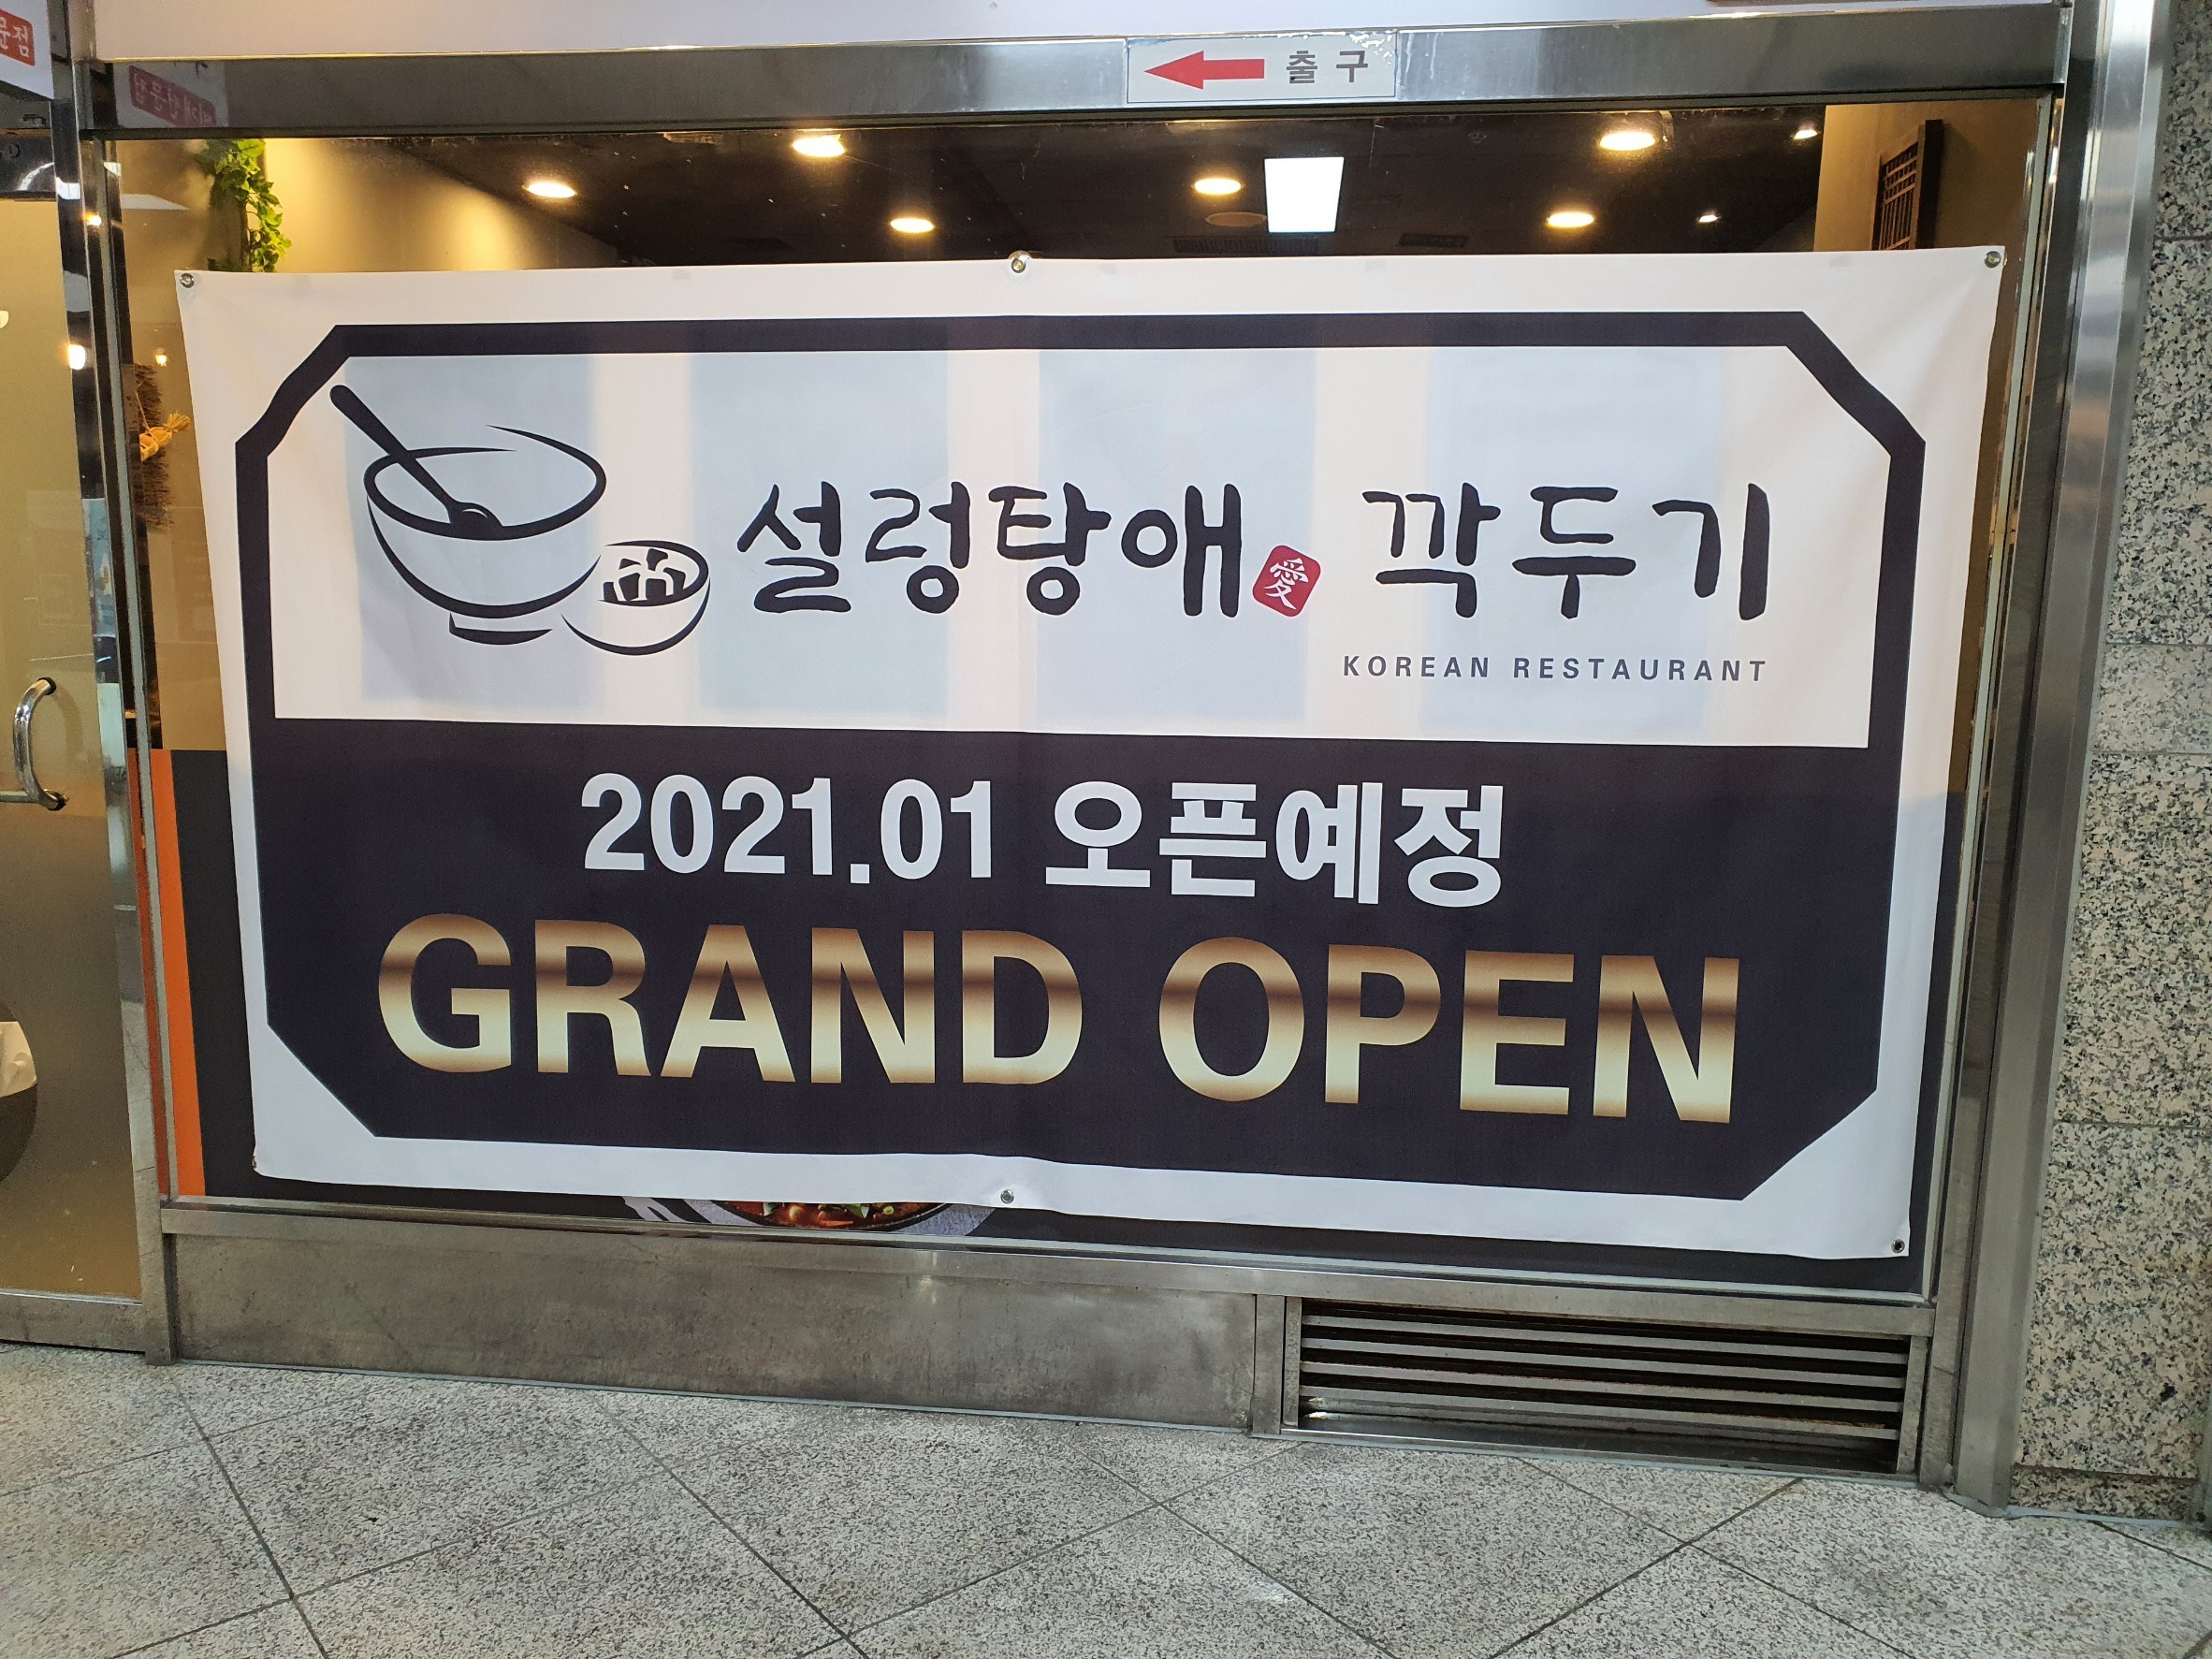 출구
설렁탕애 愛 깍두기
KOREAN RESTAURANT
2021.01 오픈예정
GRAND OPEN